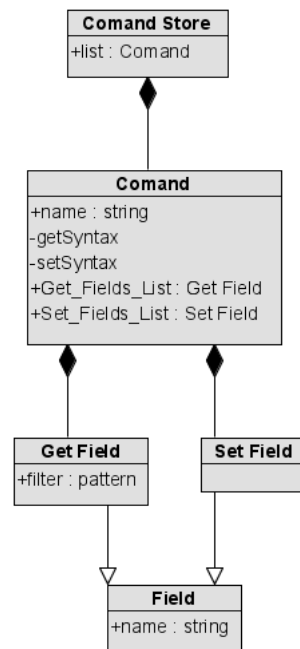 Comand Store
+list : Comand
Comand
+name : string
-getSyntax
-setSyntax
+Get_Fields_List : Get Field
+Set_Fields_List : Set Field
Get Field
+filter : pattern
Set Field
Field
+name : string